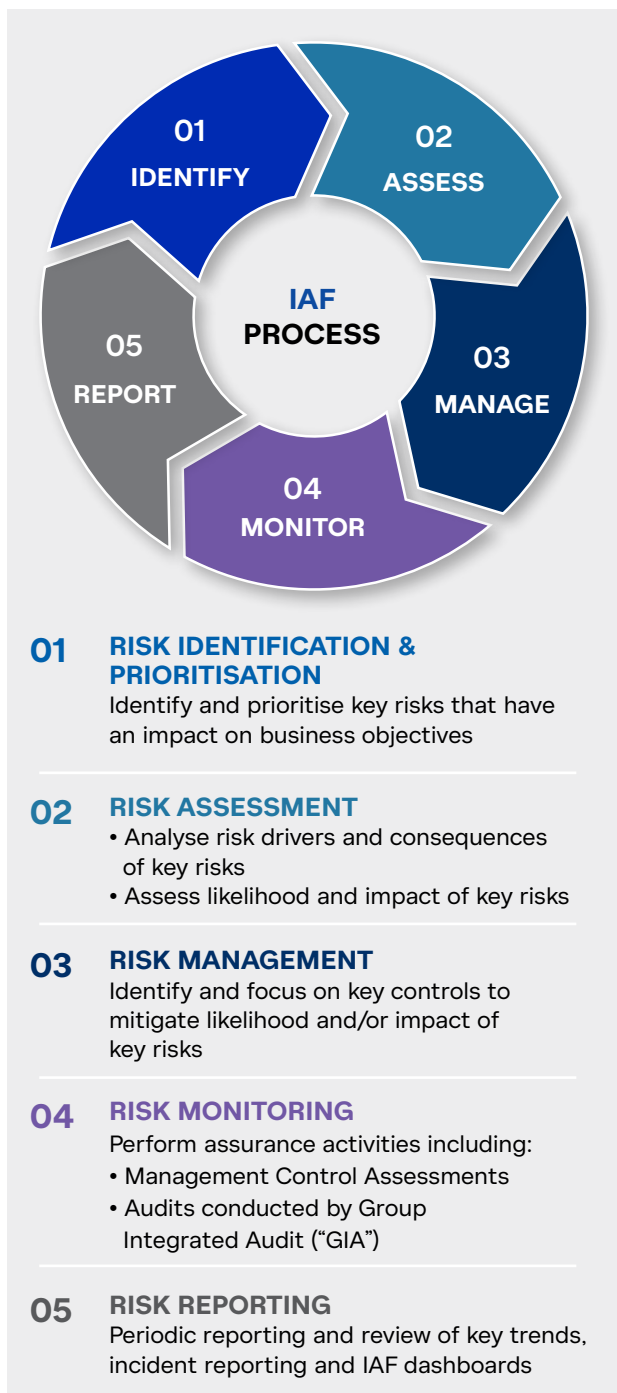 01
IDENTIFY
02
ASSESS
03
MANAGE
04
MONITOR
05
REPORT
IAF
PROCESS
01 RISK IDENTIFICATION &
PRIORITISATION
Identify and prioritise key risks that have
an impact on business objectives
02 RISK ASSESSMENT
• Analyse risk drivers and consequences
of key risks
• Assess likelihood and impact of key risks
03 RISK MANAGEMENT
Identify and focus on key controls to
mitigate likelihood and/or impact of
key risks
04 RISK MONITORING
Perform assurance activities including:
• Management Control Assessments
• Audits conducted by Group
Integrated Audit (“GIA”)
05 RISK REPORTING
Periodic reporting and review of key trends,
incident reporting and IAF dashboards